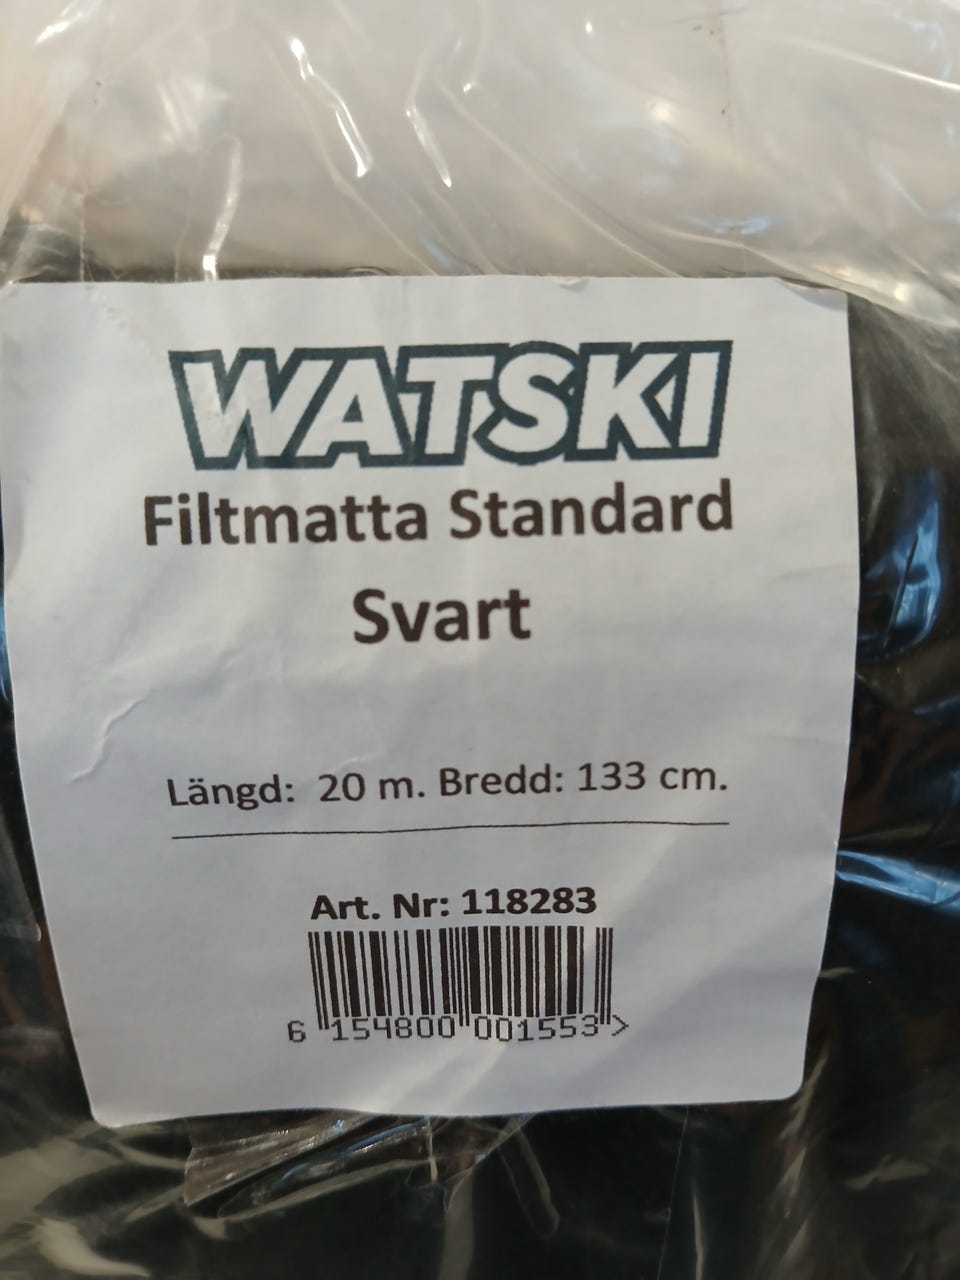 WATSKI
Filtmatta Standard
Svart
Längd: 20 m. Bredd: 133 cm.
Art. Nr: 118283
6 154800 001553 >